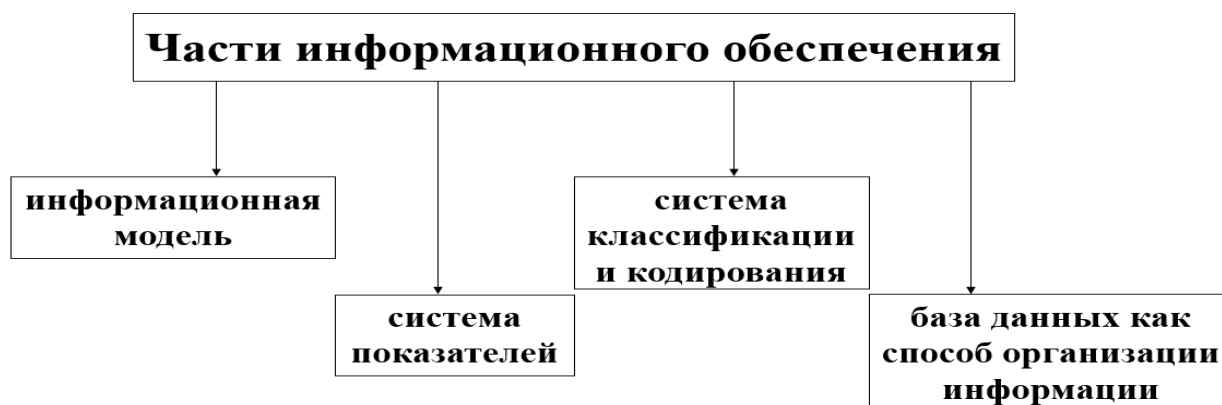 Части информационного обеспечения
информационная
модель
система
показателей
система
классификации
и кодирования
база данных как
способ организации
информации